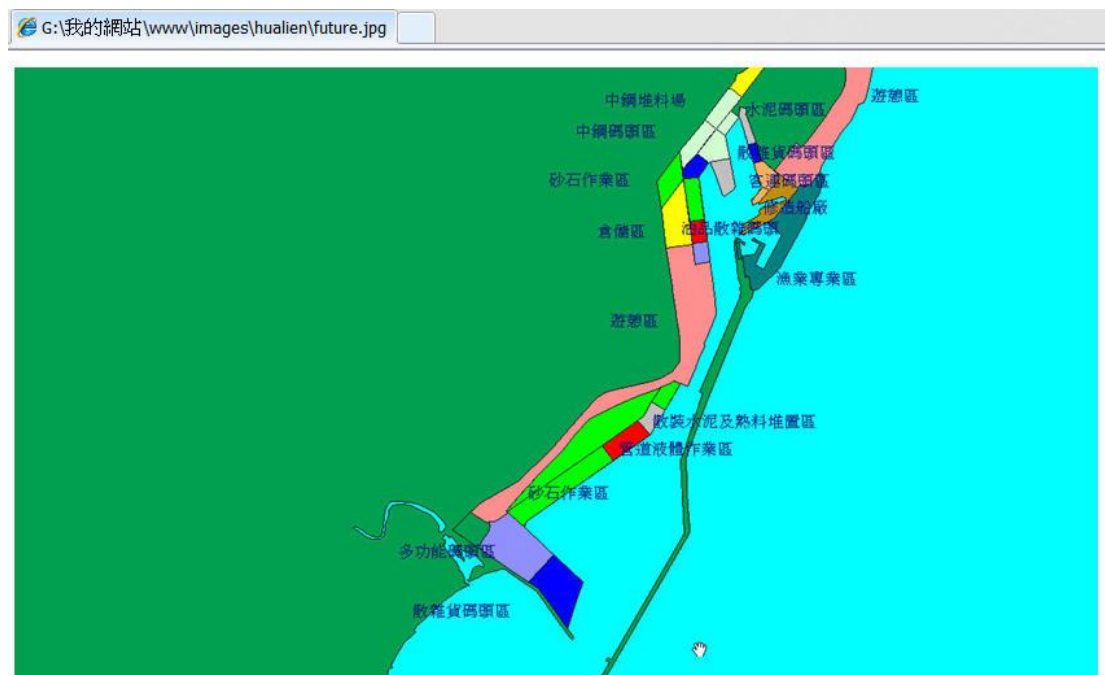 G:\我的網站\www\images\hualien\future.jpg
中鋼堆料場
遊憩區
水泥碼頭區
中鋼碼頭區
散雜貨碼頭區
砂石作業區
客運碼頭區
修造船廠
倉儲區
油品散雜碼頭
漁業專業區
遊憩區
散裝水泥及熟料堆置區
管道液體作業區
砂石作業區
多功能碼頭區
散雜貨碼頭區